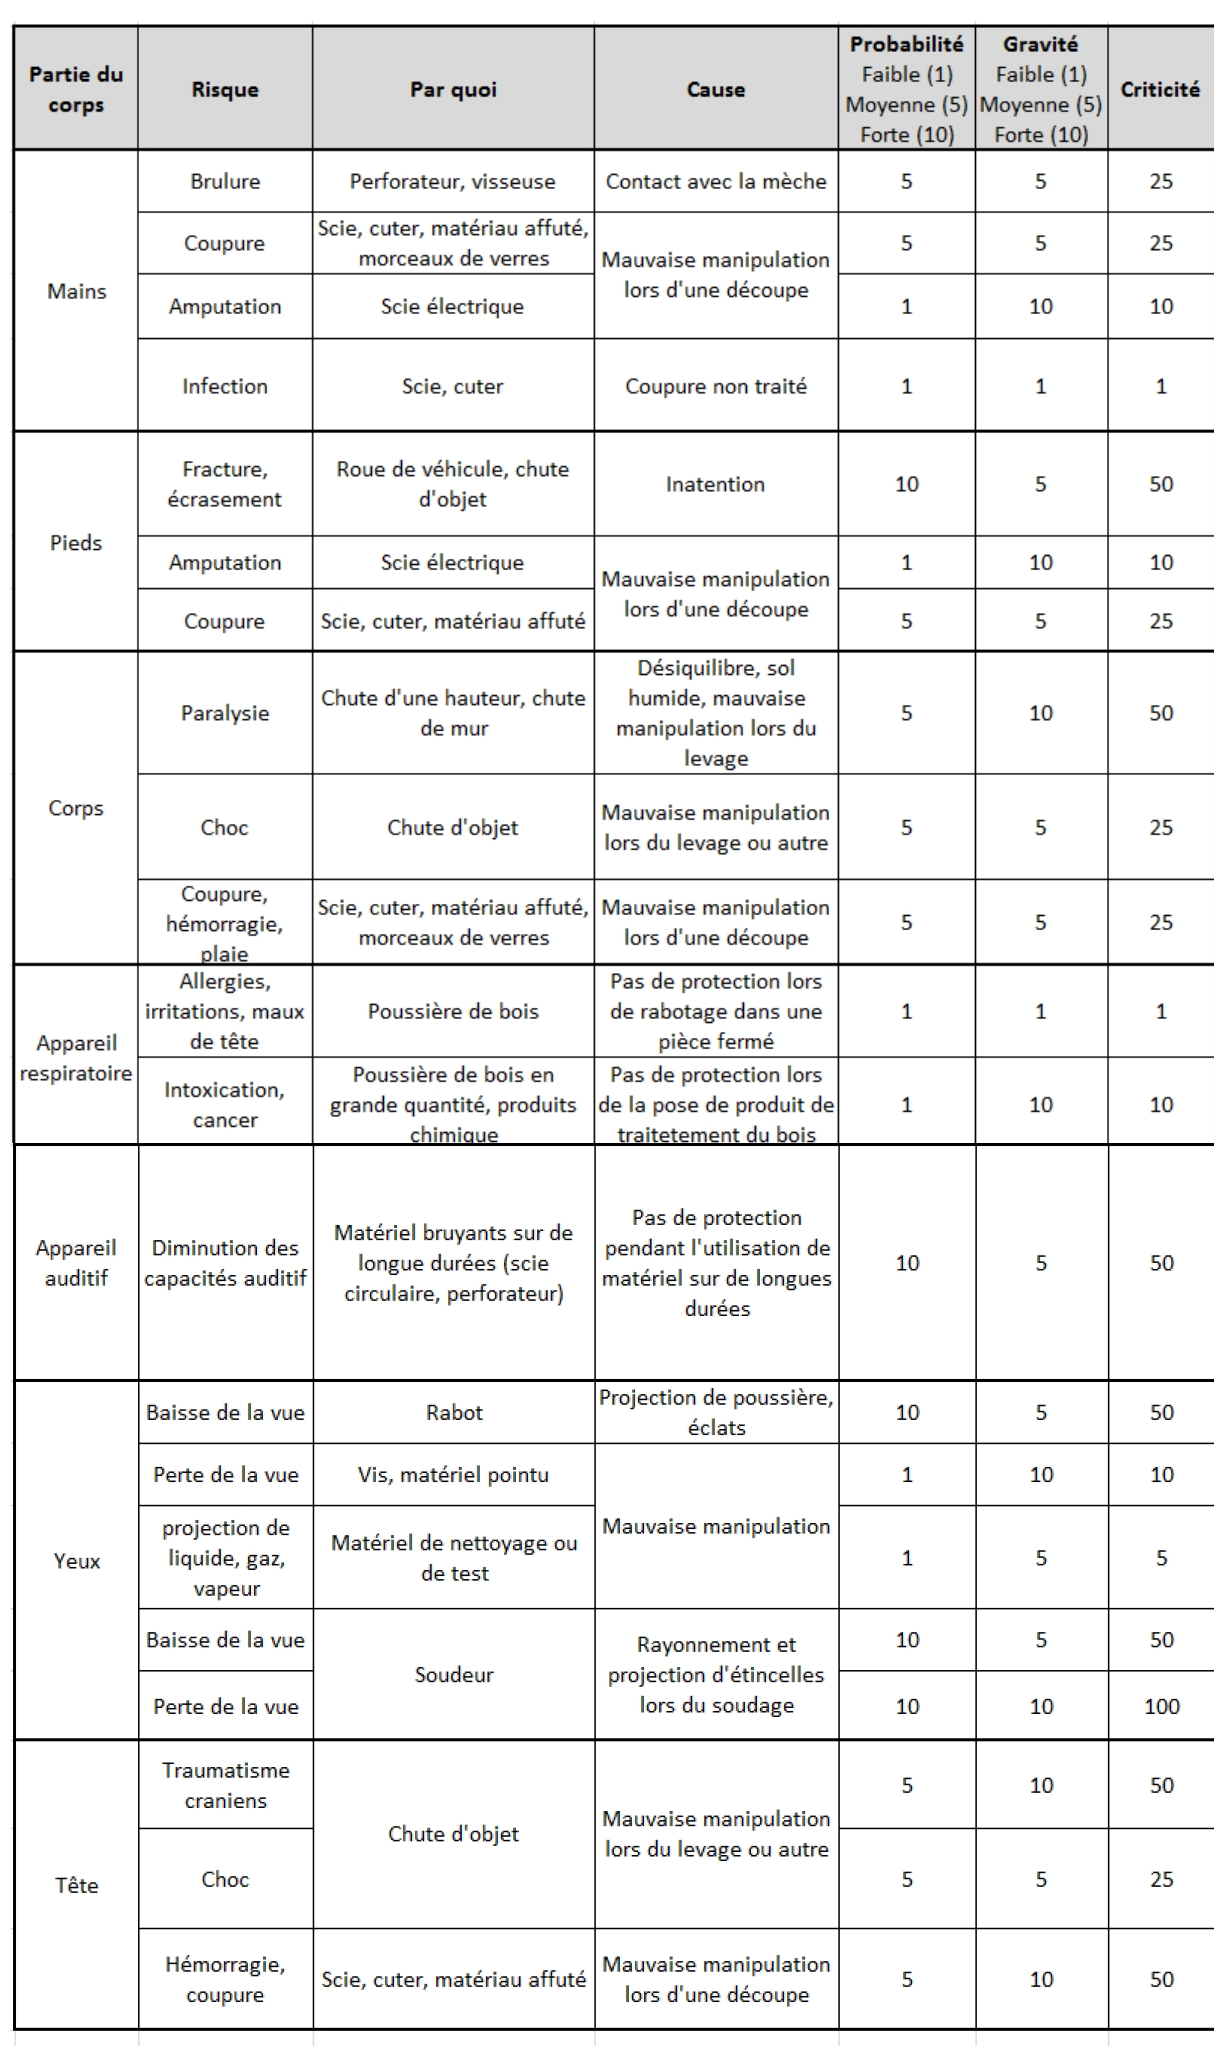 Partie du
corps
Risque
Par quoi
Cause
Probabilité
Faible (1)
Moyenne (5)
Forte (10)
Gravité
Faible (1)
Moyenne (5)
Forte (10)
Criticité
Mains
Brulure
Perforateur, visseuse
Contact avec la mèche
5
5
25
Coupure
Scie, cuter, matériau affuté,
morceaux de verres
Mauvaise manipulation
lors d'une découpe
5
5
25
Amputation
Scie électrique
1
10
10
Infection
Scie, cuter
Coupure non traité
1
1
1
Pieds
Fracture,
écrasement
Roue de véhicule, chute
d'objet
Inatention
10
5
50
Amputation
Scie électrique
Mauvaise manipulation
lors d'une découpe
1
10
10
Coupure
Scie, cuter, matériau affuté
5
5
25
Corps
Paralysie
Chute d'une hauteur, chute
de mur
Désiquilibre, sol
humide, mauvaise
manipulation lors du
levage
5
10
50
Choc
Chute d'objet
Mauvaise manipulation
lors du levage ou autre
5
5
25
Coupure,
hémorragie,
plaie
Scie, cuter, matériau affuté,
morceaux de verres
Mauvaise manipulation
lors d'une découpe
5
5
25
Appareil
respiratoire
Allergies,
irritations, maux
de tête
Poussière de bois
Pas de protection lors
de rabotage dans une
pièce fermé
1
1
1
Intoxication,
cancer
Poussière de bois en
grande quantité, produits
chimique
Pas de protection lors
de la pose de produit de
traitetement du bois
1
10
10
Appareil
auditif
Diminution des
capacités auditif
Matériel bruyants sur de
longue durées (scie
circulaire, perforateur)
Pas de protection
pendant l'utilisation de
matériel sur de longues
durées
10
5
50
Yeux
Baisse de la vue
Rabot
Projection de poussière,
éclats
10
5
50
Perte de la vue
Vis, matériel pointu
Mauvaise manipulation
1
10
10
projection de
liquide, gaz,
vapeur
Matériel de nettoyage ou
de test
1
5
5
Baisse de la vue
Soudeur
Rayonnement et
projection d'étincelles
lors du soudage
10
5
50
Perte de la vue
10
10
100
Tête
Traumatisme
craniens
Chute d'objet
Mauvaise manipulation
lors du levage ou autre
5
10
50
Choc
5
5
25
Hémorragie,
coupure
Scie, cuter, matériau affuté
Mauvaise manipulation
lors d'une découpe
5
10
50